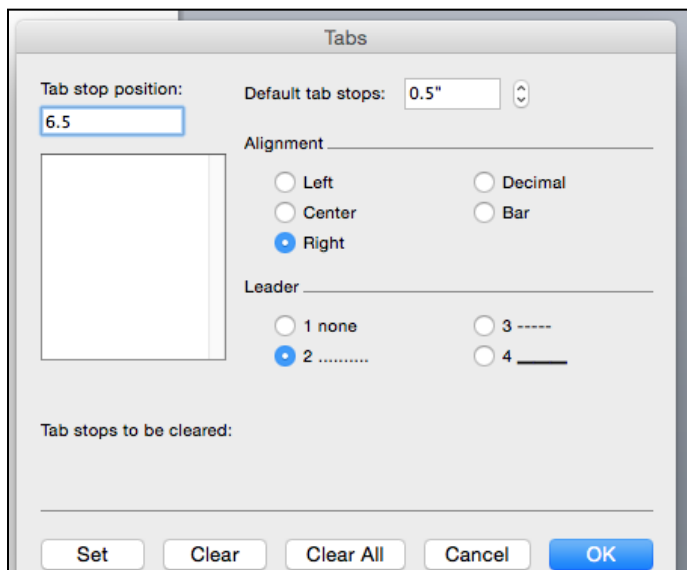 Tabs
Tab stop position:
6.5
Default tab stops: 0.5"
Alignment
Left
Decimal
Center
Bar
Right
Leader
1 none
3 -----
2 ..........
4 _____
Tab stops to be cleared:
Set Clear Clear All Cancel OK